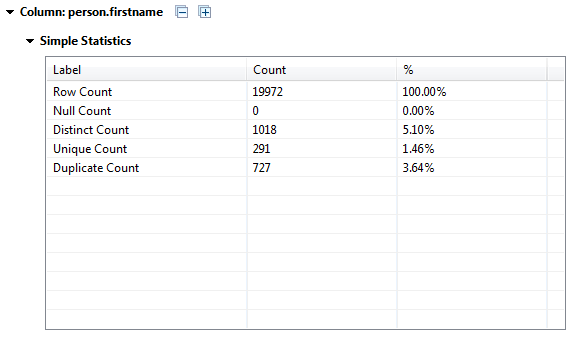 Column: person.firstname
Simple Statistics
Label Count %
Row Count 19972 100.00%
Null Count 0 0.00%
Distinct Count 1018 5.10%
Unique Count 291 1.46%
Duplicate Count 727 3.64%